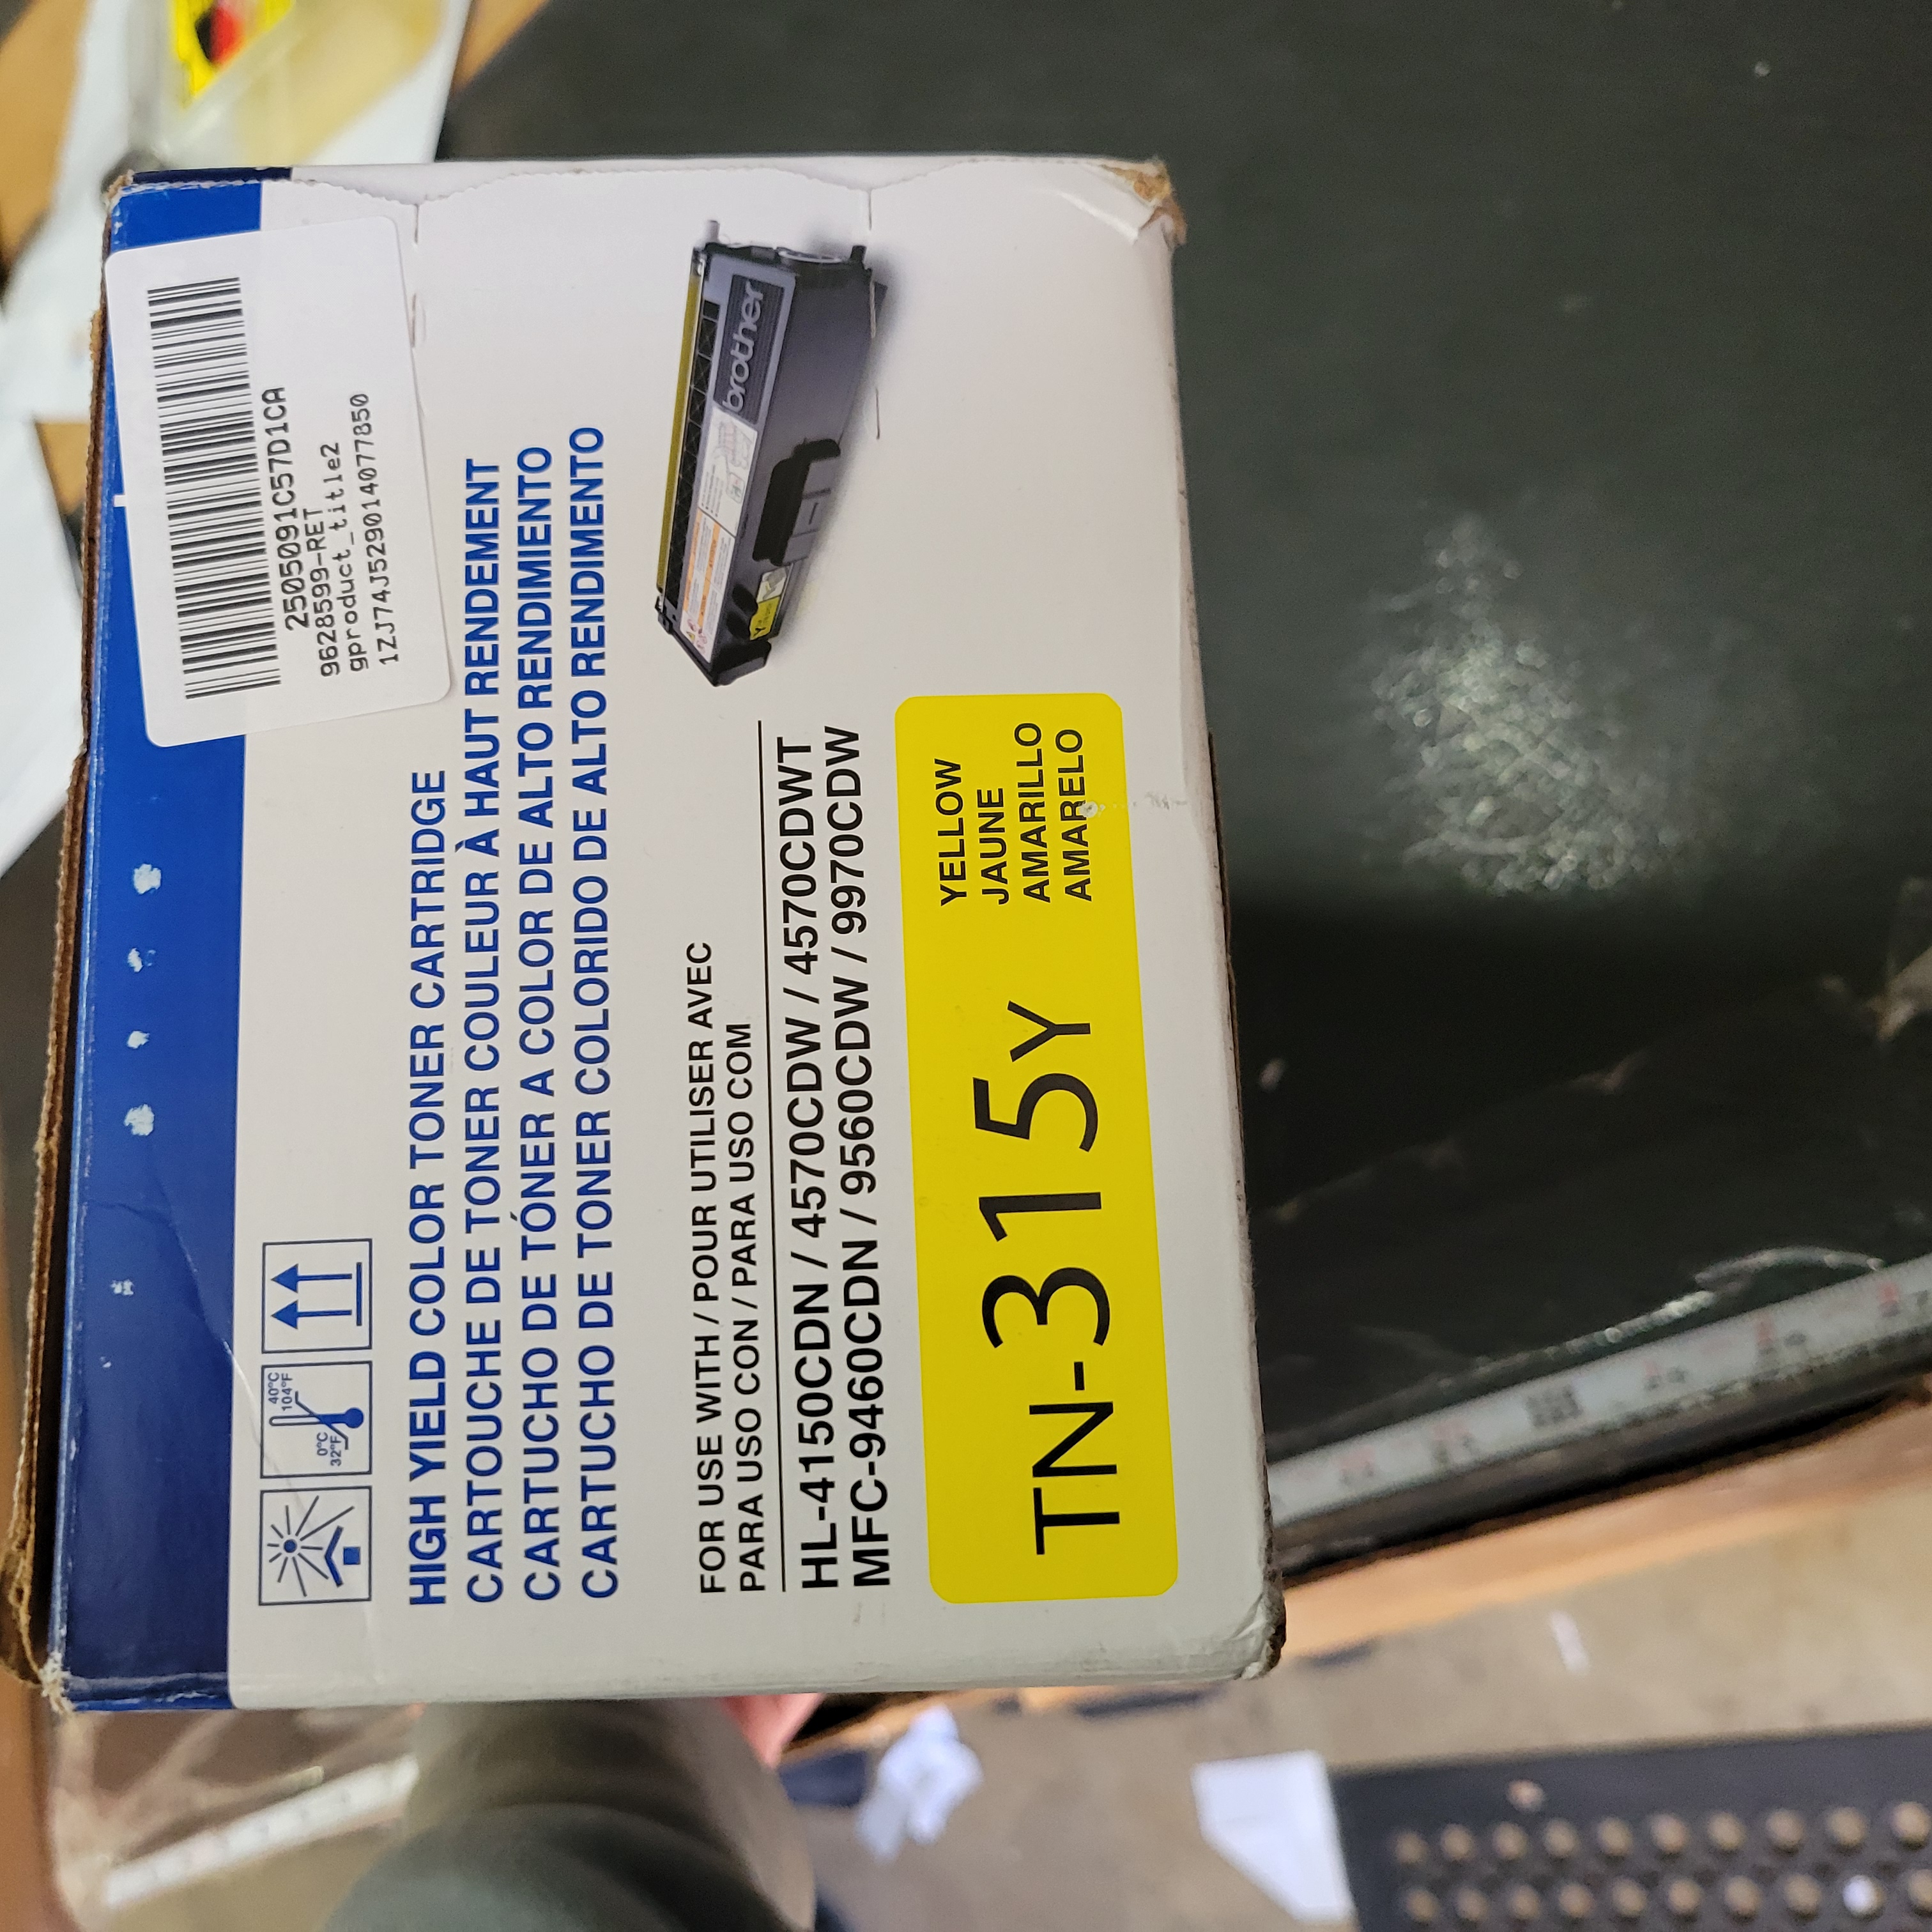 2505091C57D1CA
9628599-RET
gproduct_title2
1ZJ74J529014077850
40°C
104°F
0°C
32°F
HIGH YIELD COLOR TONER CARTRIDGE
CARTOUCHE DE TONER COULEUR À HAUT RENDEMENT
CARTUCHO DE TÓNER A COLOR DE ALTO RENDIMIENTO
CARTUCHO DE TONER COLORIDO DE ALTO RENDIMENTO
brother
FOR USE WITH / POUR UTILISER AVEC
PARA USO CON / PARA USO COM
HL-4150CDN / 4570CDW / 4570CDWT
MFC-9460CDN / 9560CDW / 9970CDW
TN-315Y
YELLOW
JAUNE
AMARILLO
AMARELO